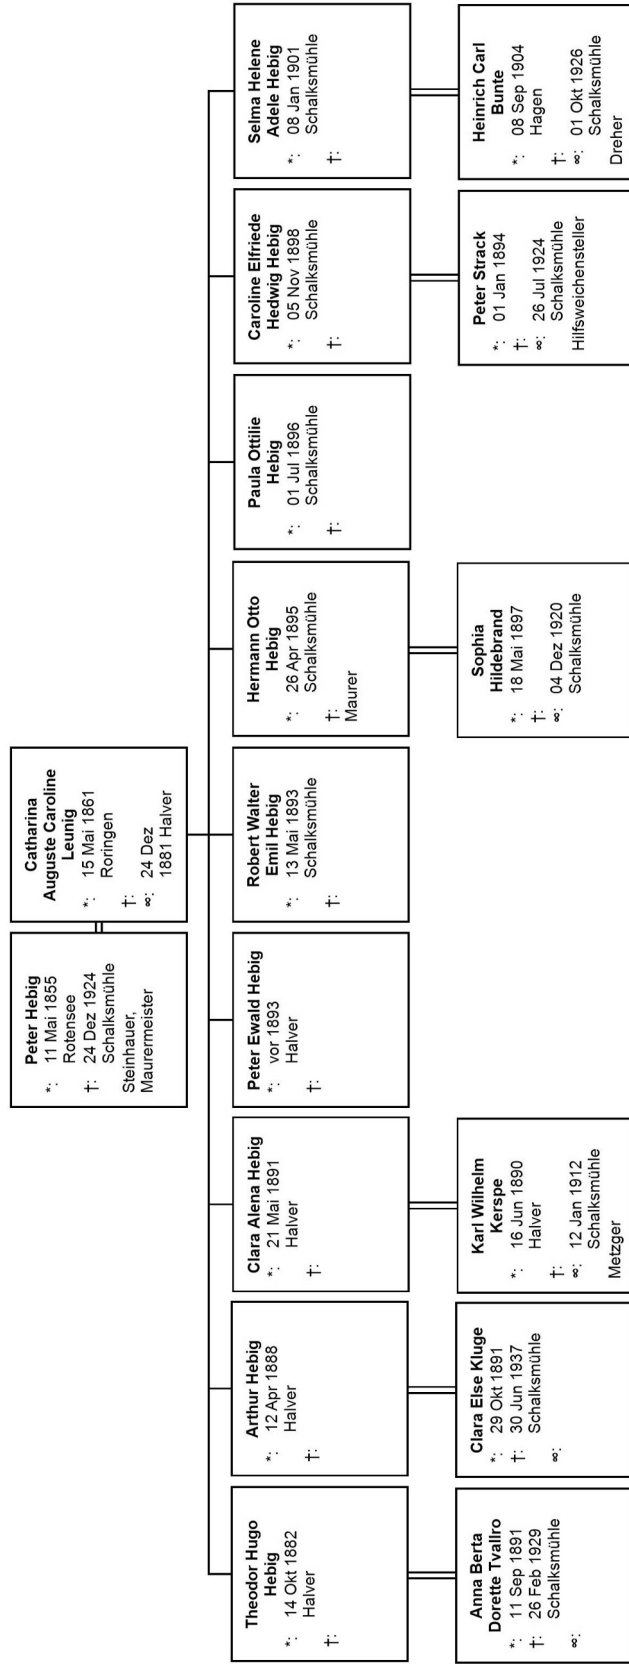 Peter Hebig
*: 11 Mai 1855
Rotensee
†: 24 Dez 1924
Schalksmühle
Steinhauer,
Maurermeister
Catharina
Auguste Caroline
Leunig
*: 15 Mai 1861
Roringen
†:
∞: 24 Dez
1881 Halver
Theodor Hugo
Hebig
*: 14 Okt 1882
Halver
†:
Arthur Hebig
*: 12 Apr 1888
Halver
†:
Clara Alena Hebig
*: 21 Mai 1891
Halver
†:
Peter Ewald Hebig
*: vor 1893
Halver
†:
Robert Walter
Emil Hebig
*: 13 Mai 1893
Schalksmühle
†:
Hermann Otto
Hebig
*: 26 Apr 1895
Schalksmühle
†:
Maurer
Paula Ottilie
Hebig
*: 01 Jul 1896
Schalksmühle
†:
Caroline Elfriede
Hedwig Hebig
*: 05 Nov 1898
Schalksmühle
†:
Selma Helene
Adele Hebig
*: 08 Jan 1901
Schalksmühle
†:
Anna Berta
Dorette Tvallro
*: 11 Sep 1891
†: 26 Feb 1929
Schalksmühle
∞:
Clara Else Kluge
*: 29 Okt 1891
†: 30 Jun 1937
Schalksmühle
∞:
Karl Wilhelm
Kerspe
*: 16 Jun 1890
Halver
†:
∞: 12 Jan 1912
Schalksmühle
Metzger
Sophia
Hildebrand
*: 18 Mai 1897
†:
∞: 04 Dez 1920
Schalksmühle
Peter Strack
*: 01 Jan 1894
†:
∞: 26 Jul 1924
Schalksmühle
Hilfsweichensteller
Heinrich Carl
Bunte
*: 08 Sep 1904
Hagen
†:
∞: 01 Okt 1926
Schalksmühle
Dreher